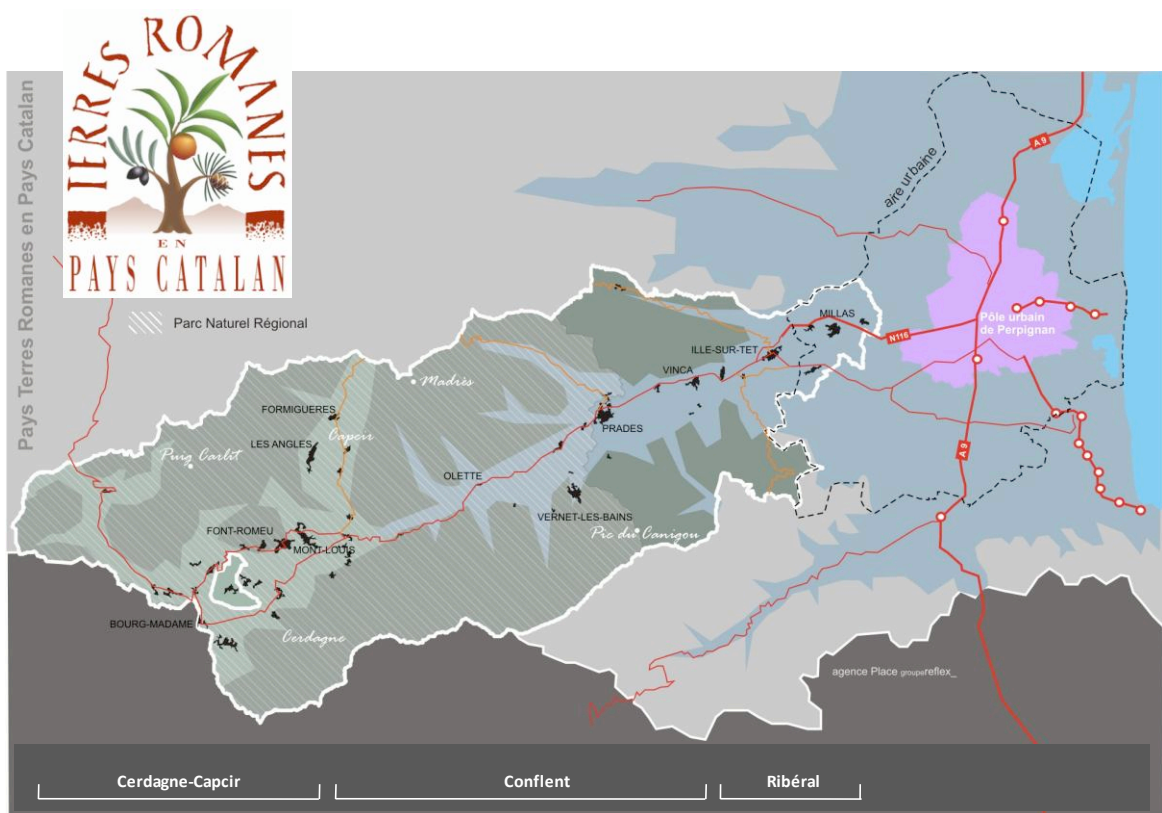 TERRES ROMANES
EN
PAYS CATALAN
Pays Terres Romanes en Pays Catalan
Parc Naturel Régional
aire urbaine
A 9
MILLAS
N116
Pôle urbain
de Perpignan
ILLE-SUR-TET
VINCA
Madrès
FORMIGUERES
Capcir
PRADES
LES ANGLES
Puig Carlit
OLETTE
A 9
VERNET-LES-BAINS
FONT-ROMEU
Pic du Canigou
MONT-LOUIS
BOURG-MADAME
Cerdagne
agence Place groupereflex_
Cerdagne-Capcir
Conflent
Ribéral